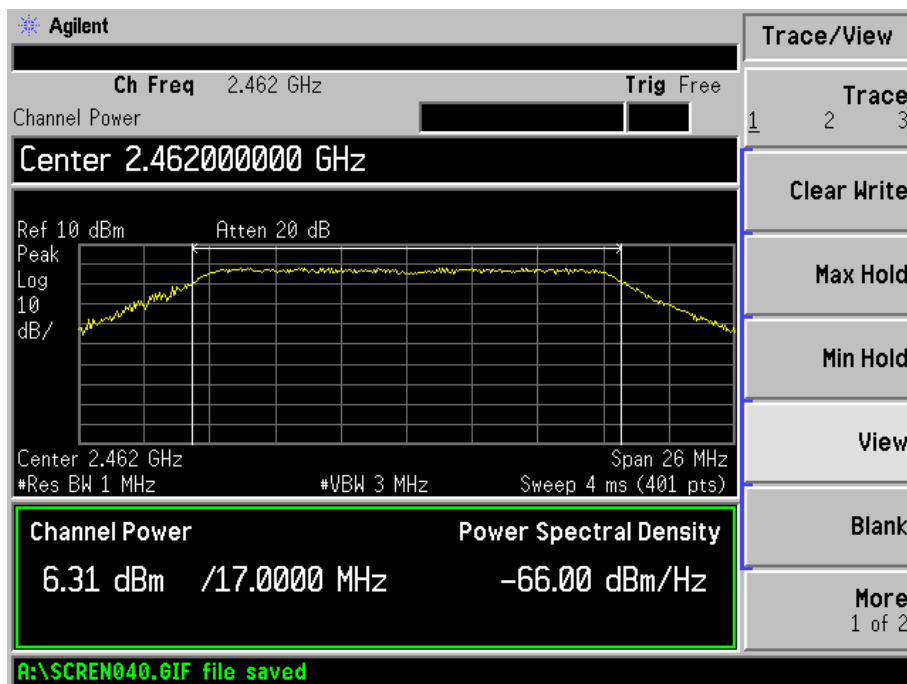 Agilent
Trace/View
Ch Freq 2.462 GHz Trig Free
Channel Power
Trace
1 2 3
Center 2.462000000 GHz
Clear Write
Ref 10 dBm Atten 20 dB
Peak
Log
10
dB/
Max Hold
Min Hold
View
Center 2.462 GHz Span 26 MHz
#Res BW 1 MHz #VBW 3 MHz Sweep 4 ms (401 pts)
Channel Power Power Spectral Density
6.31 dBm /17.0000 MHz -66.00 dBm/Hz
Blank
More
1 of 2
A:\SCREN040.GIF file saved